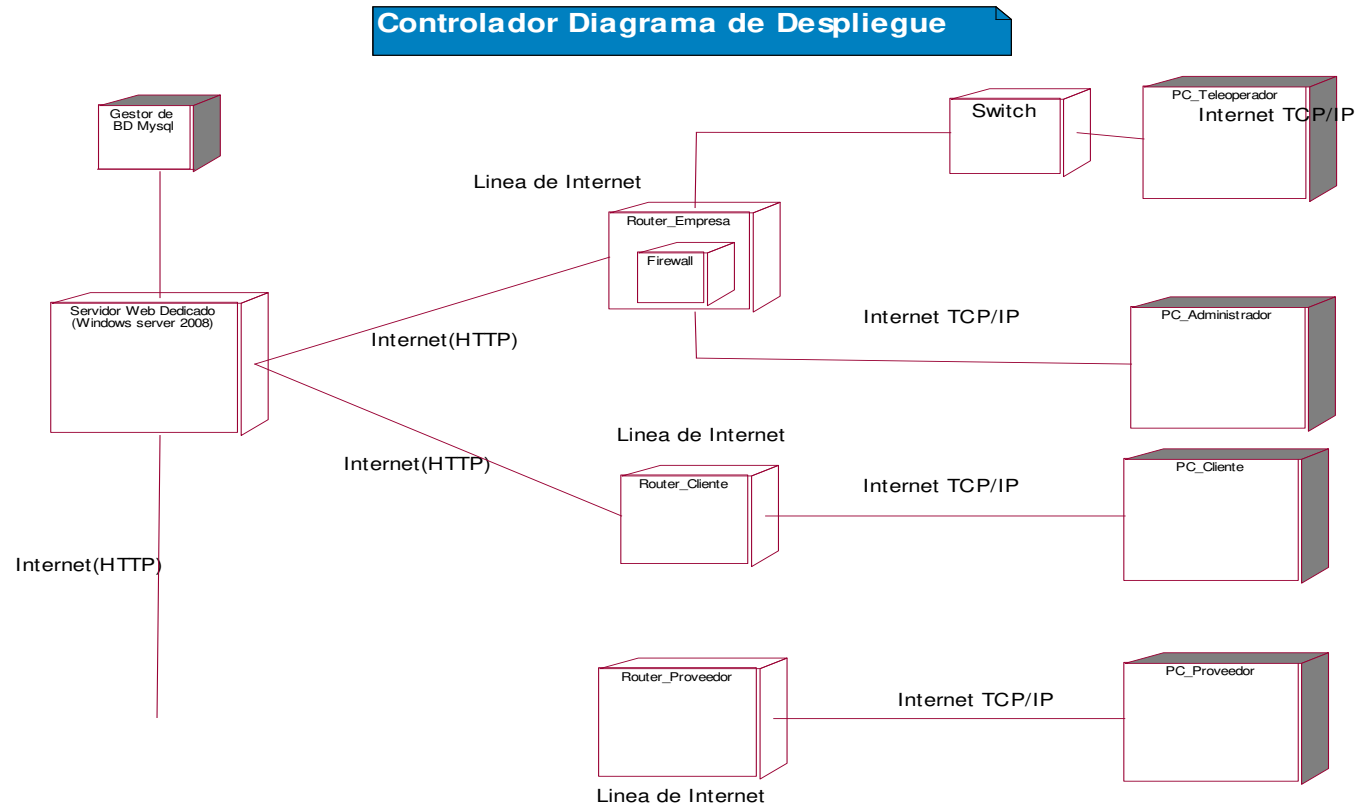 Controlador Diagrama de Despliegue
Gestor de
BD Mysql
Switch
PC_Teleoperador
Internet TCP/IP
Linea de Internet
Router_Empresa
Firewall
Servidor Web Dedicado
(Windows server 2008)
Internet(HTTP)
Internet TCP/IP
PC_Administrador
Linea de Internet
Internet(HTTP)
Router_Cliente
Internet TCP/IP
PC_Cliente
Internet(HTTP)
Router_Proveedor
Internet TCP/IP
PC_Proveedor
Linea de Internet